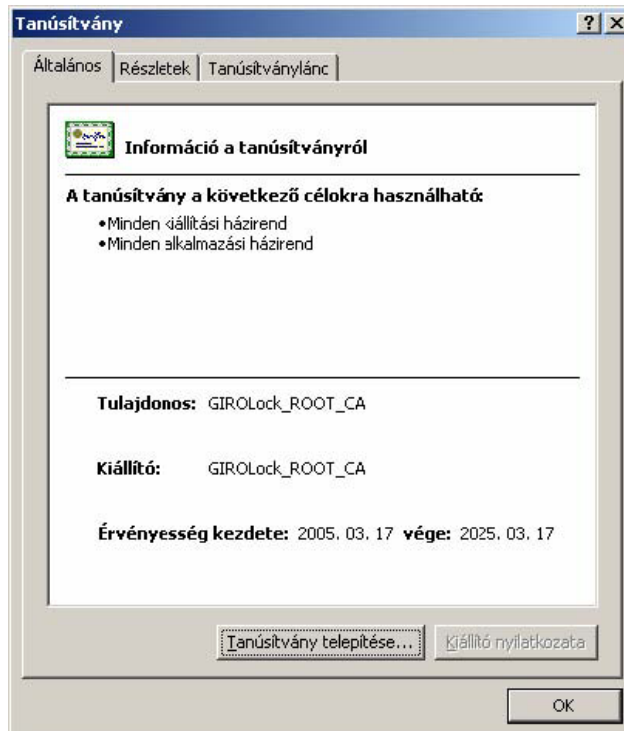 Tanúsítvány
Általános Részletek Tanúsítványlánc
Információ a tanúsítványról
A tanúsítvány a következő célokra használható:
•Minden kiállítási házirend
•Minden alkalmazási házirend
Tulajdonos: GIROLock_ROOT_CA
Kiállító: GIROLock_ROOT_CA
Érvényesség kezdete: 2005. 03. 17 vége: 2025. 03. 17
Tanúsítvány telepítése... Kiállító nyilatkozata
OK